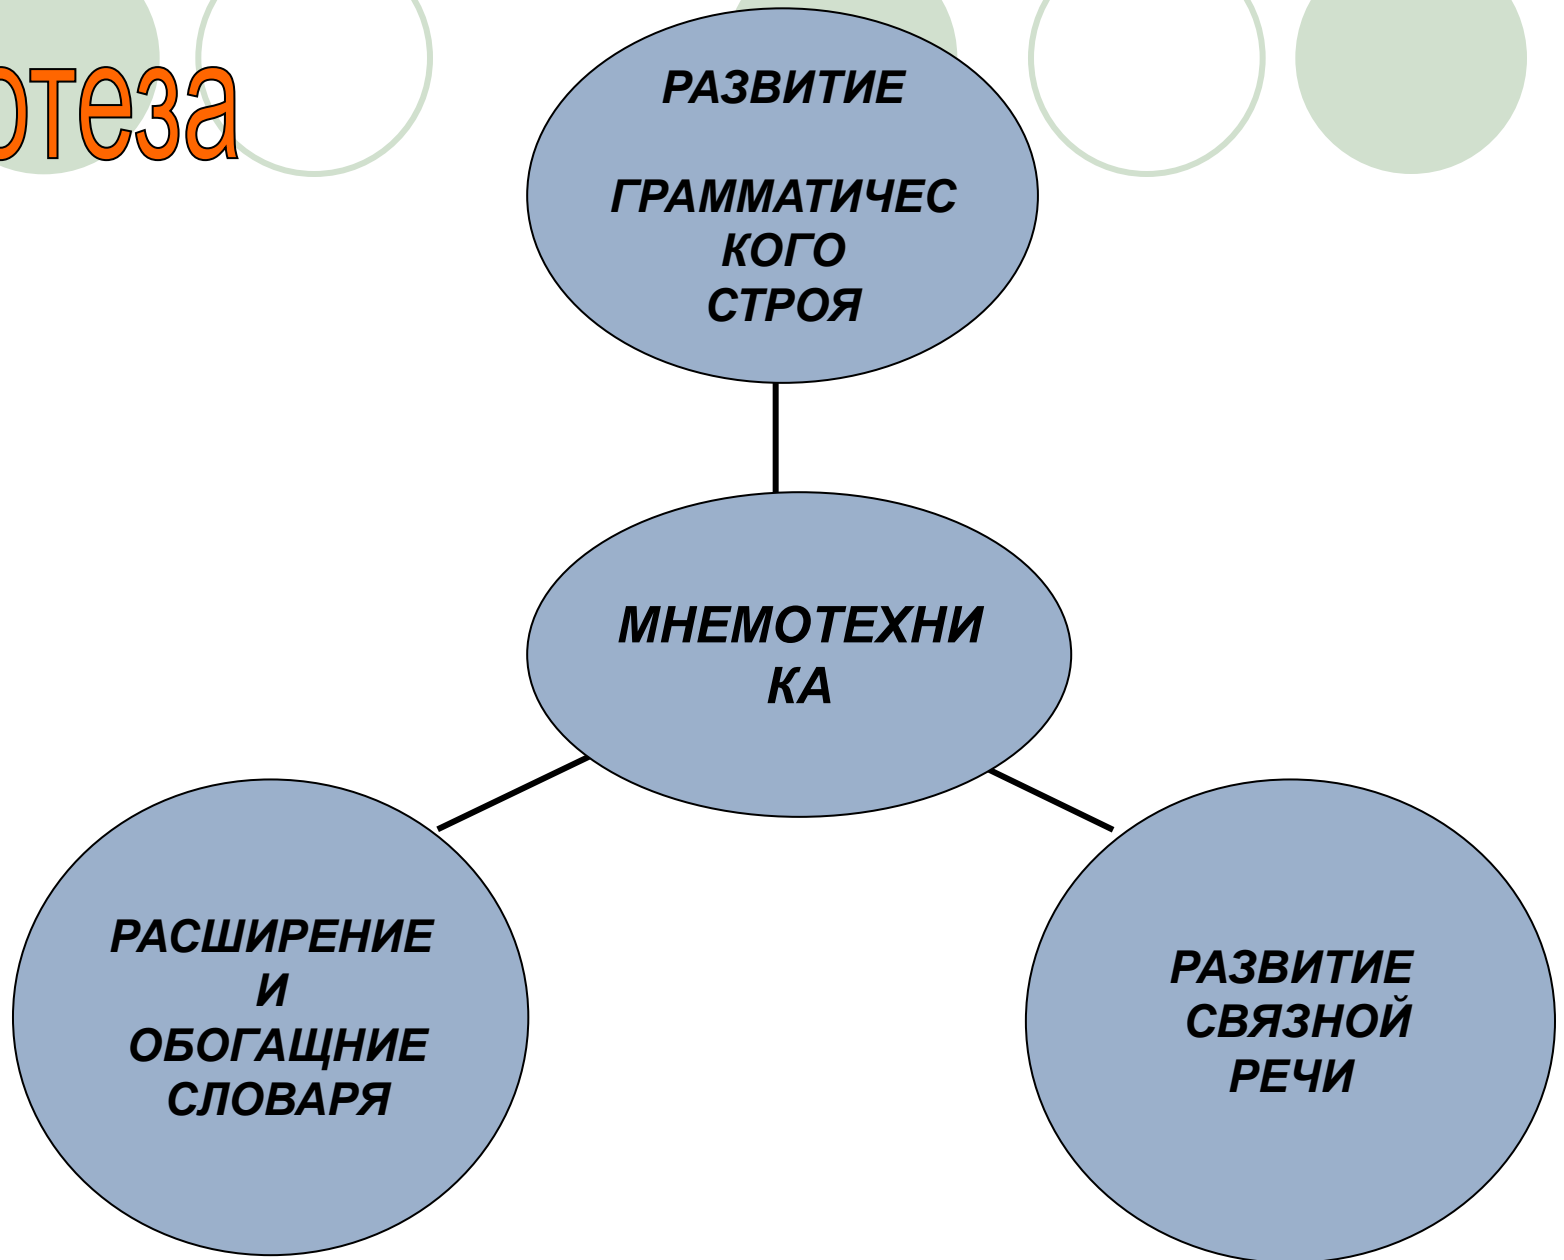 отеза
РАЗВИТИЕ
ГРАММАТИЧЕС
КОГО
СТРОЯ
МНЕМОТЕХНИ
КА
РАСШИРЕНИЕ
И
ОБОГАЩНИЕ
СЛОВАРЯ
РАЗВИТИЕ
СВЯЗНОЙ
РЕЧИ